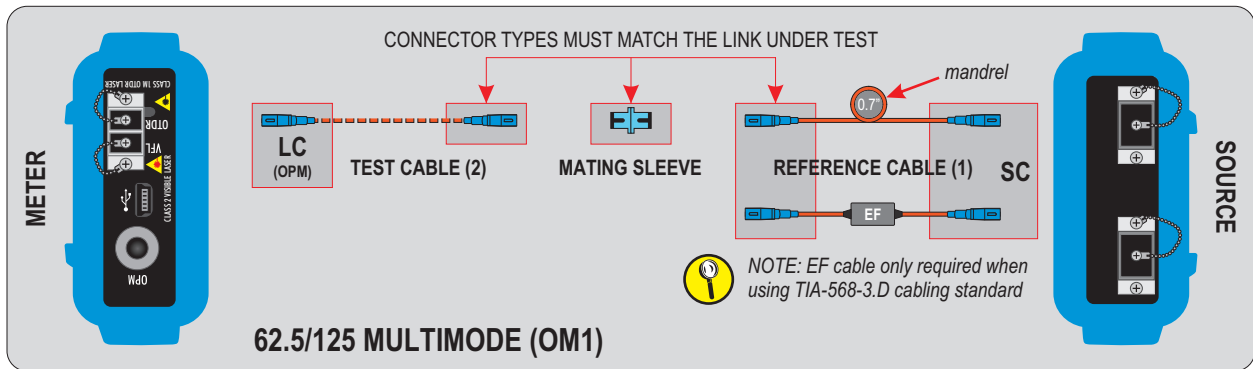 CONNECTOR TYPES MUST MATCH THE LINK UNDER TEST
mandrel
0.7"
METER
CLASS 1M OTDR LASER
OTDR
VFL
CLASS 2 VISIBLE LASER
OPM
LC
(OPM)
TEST CABLE (2)
MATING SLEEVE
REFERENCE CABLE (1)
SC
SOURCE
EF
NOTE: EF cable only required when
using TIA-568-3.D cabling standard
62.5/125 MULTIMODE (OM1)